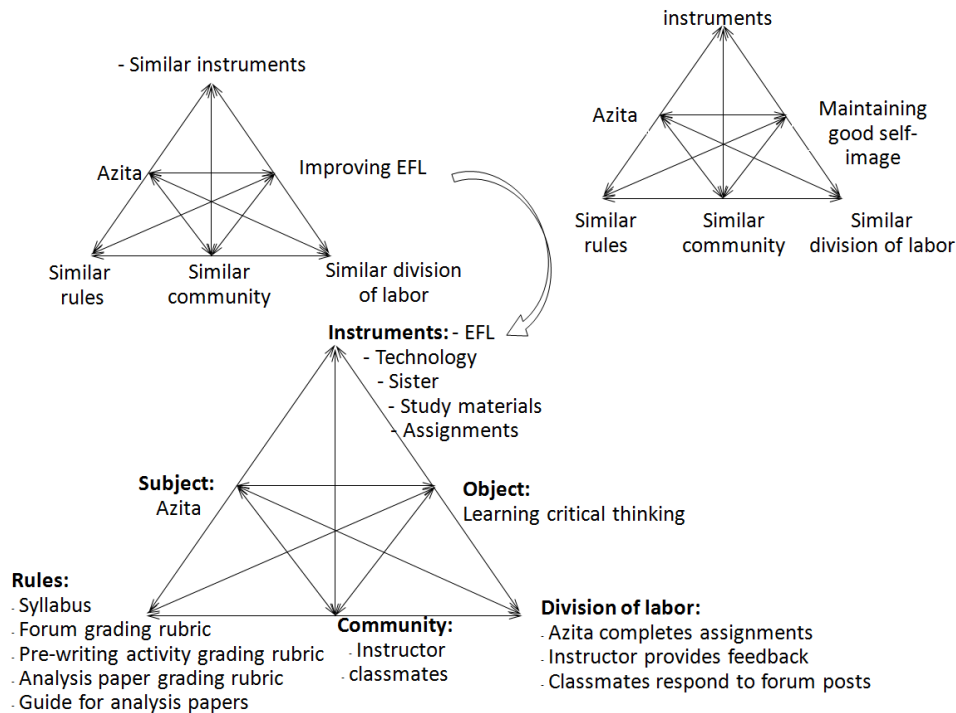 - Similar instruments
Azita
Improving EFL
Similar
rules
Similar
community
Similar division
of labor
instruments
Azita
Maintaining
good self-
image
Similar
rules
Similar
community
Similar
division of labor
Instruments: - EFL
- Technology
- Sister
- Study materials
- Assignments
Subject:
Azita
Object:
Learning critical thinking
Rules:
- Syllabus
- Forum grading rubric
- Pre-writing activity grading rubric
- Analysis paper grading rubric
- Guide for analysis papers
Community:
- Instructor
- classmates
Division of labor:
- Azita completes assignments
- Instructor provides feedback
- Classmates respond to forum posts